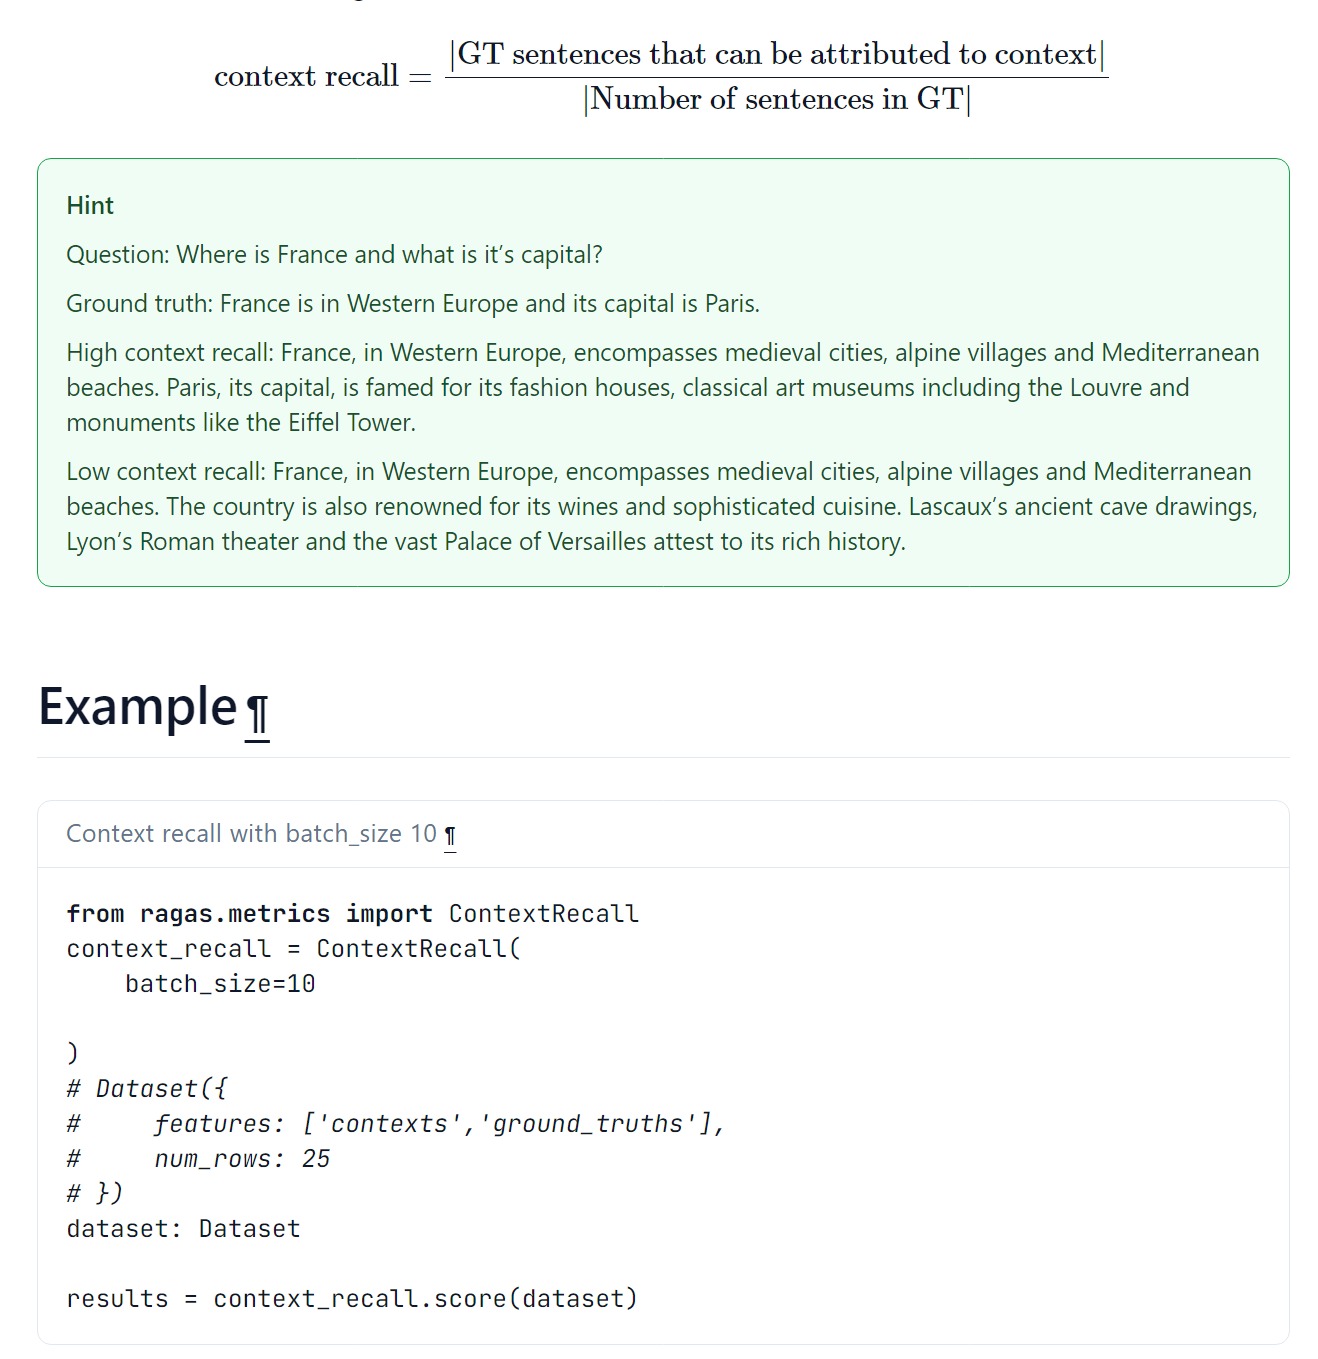 context recall = |GT sentences that can be attributed to context| / |Number of sentences in GT|
Hint
Question: Where is France and what is it’s capital?
Ground truth: France is in Western Europe and its capital is Paris.
High context recall: France, in Western Europe, encompasses medieval cities, alpine villages and Mediterranean
beaches. Paris, its capital, is famed for its fashion houses, classical art museums including the Louvre and
monuments like the Eiffel Tower.
Low context recall: France, in Western Europe, encompasses medieval cities, alpine villages and Mediterranean
beaches. The country is also renowned for its wines and sophisticated cuisine. Lascaux’s ancient cave drawings,
Lyon’s Roman theater and the vast Palace of Versailles attest to its rich history.
Example¶
Context recall with batch_size 10 ¶
from ragas.metrics import ContextRecall
context_recall = ContextRecall(
    batch_size=10
)
# Dataset({
#     features: ['contexts','ground_truths'],
#     num_rows: 25
# })
dataset: Dataset
results = context_recall.score(dataset)